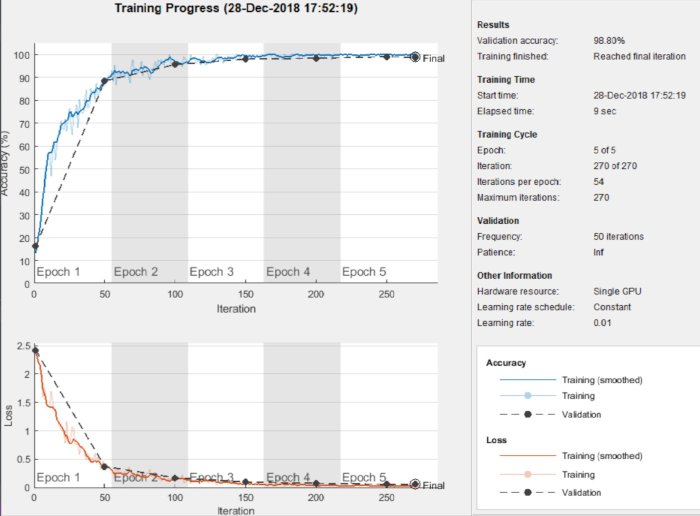 Training Progress (28-Dec-2018 17:52:19)
100
90
80
70
60
50
40
30
20
10
0
Accuracy (%)
Epoch 1 Epoch 2 Epoch 3 Epoch 4 Epoch 5
Final
0 50 100 150 200 250
Iteration
2.5
2
1.5
1
0.5
0
Loss
Epoch 1 Epoch 2 Epoch 3 Epoch 4 Epoch 5
Final
0 50 100 150 200 250
Iteration
Results
Validation accuracy: 98.80%
Training finished: Reached final iteration
Training Time
Start time: 28-Dec-2018 17:52:19
Elapsed time: 9 sec
Training Cycle
Epoch: 5 of 5
Iteration: 270 of 270
Iterations per epoch: 54
Maximum iterations: 270
Validation
Frequency: 50 iterations
Patience: Inf
Other Information
Hardware resource: Single GPU
Learning rate schedule: Constant
Learning rate: 0.01
Accuracy
Training (smoothed)
Training
Validation
Loss
Training (smoothed)
Training
Validation